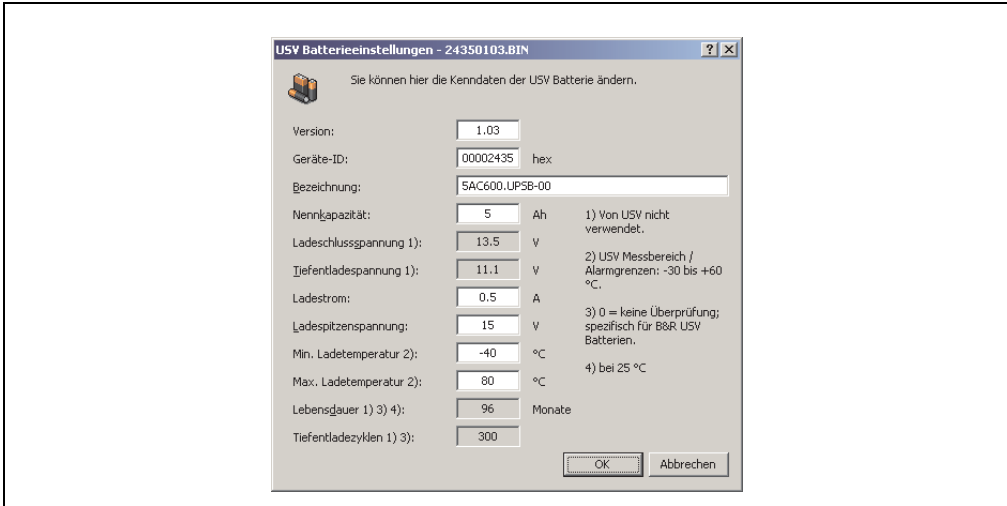 USV Batterieeinstellungen - 24350103.BIN
Sie können hier die Kenndaten der USV Batterie ändern.
Version: 1.03
Geräte-ID: 00002435 hex
Bezeichnung: 5AC600.UPSB-00
Nennkapazität: 5 Ah
Ladeschlussspannung 1): 13.5 V
Tiefentladespannung 1): 11.1 V
Ladestrom: 0.5 A
Ladespitzenspannung: 15 V
Min. Ladetemperatur 2): -40 °C
Max. Ladetemperatur 2): 80 °C
Lebensdauer 1) 3) 4): 96 Monate
Tiefentladezyklen 1) 3): 300
1) Von USV nicht
verwendet.
2) USV Messbereich /
Alarmgrenzen: -30 bis +60
°C.
3) 0 = keine Überprüfung;
spezifisch für B&R USV
Batterien.
4) bei 25 °C
OK Abbrechen